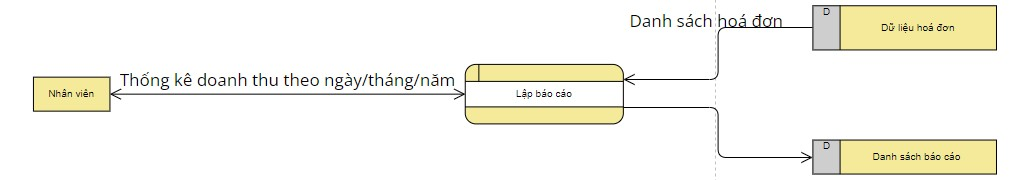 Danh sách hoá đơn
D
Dữ liệu hoá đơn
Thống kê doanh thu theo ngày/tháng/năm
Nhân viên
Lập báo cáo
D
Danh sách báo cáo